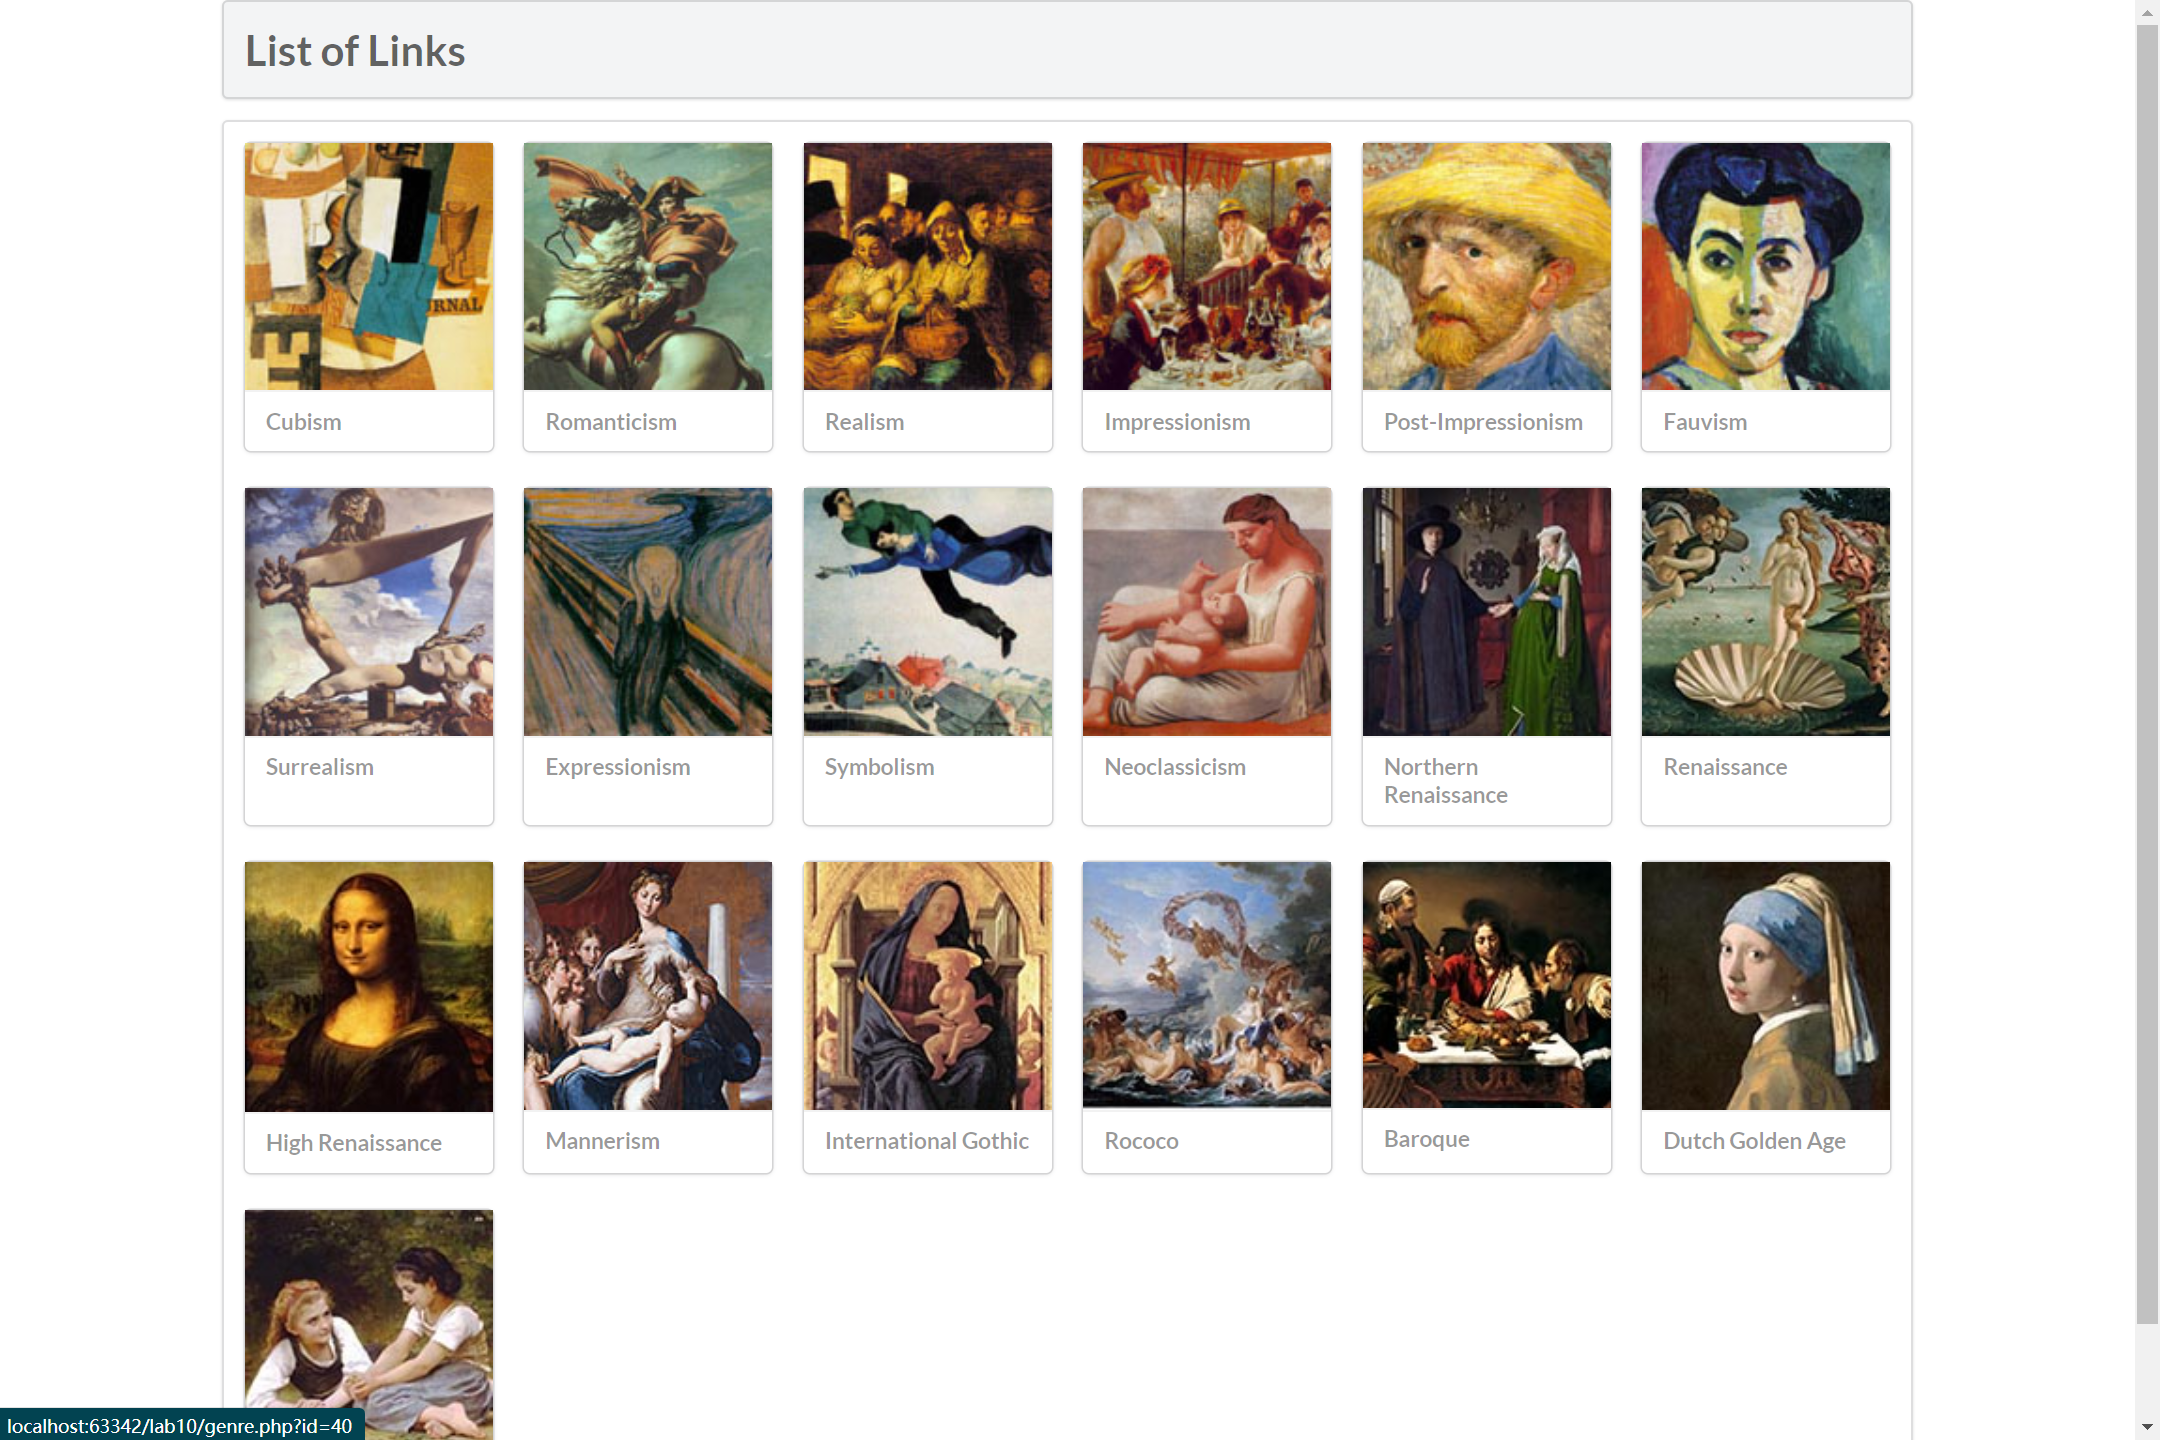 List of Links
RNAL
Cubism
Romanticism
Realism
Impressionism
Post-Impressionism
Fauvism
Surrealism
Expressionism
Symbolism
Neoclassicism
Northern
Renaissance
Renaissance
High Renaissance
Mannerism
International Gothic
Rococo
Baroque
Dutch Golden Age
localhost:63342/lab10/genre.php?id=40